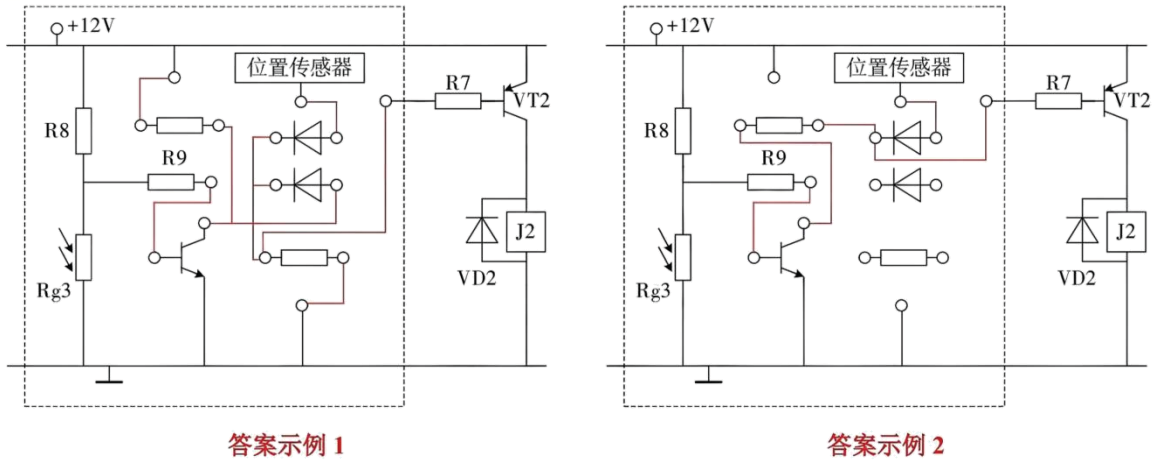 +12V
位置传感器
R7
VT2
R8
R9
J2
Rg3
VD2
答案示例 1
+12V
位置传感器
R7
VT2
R8
R9
J2
Rg3
VD2
答案示例 2